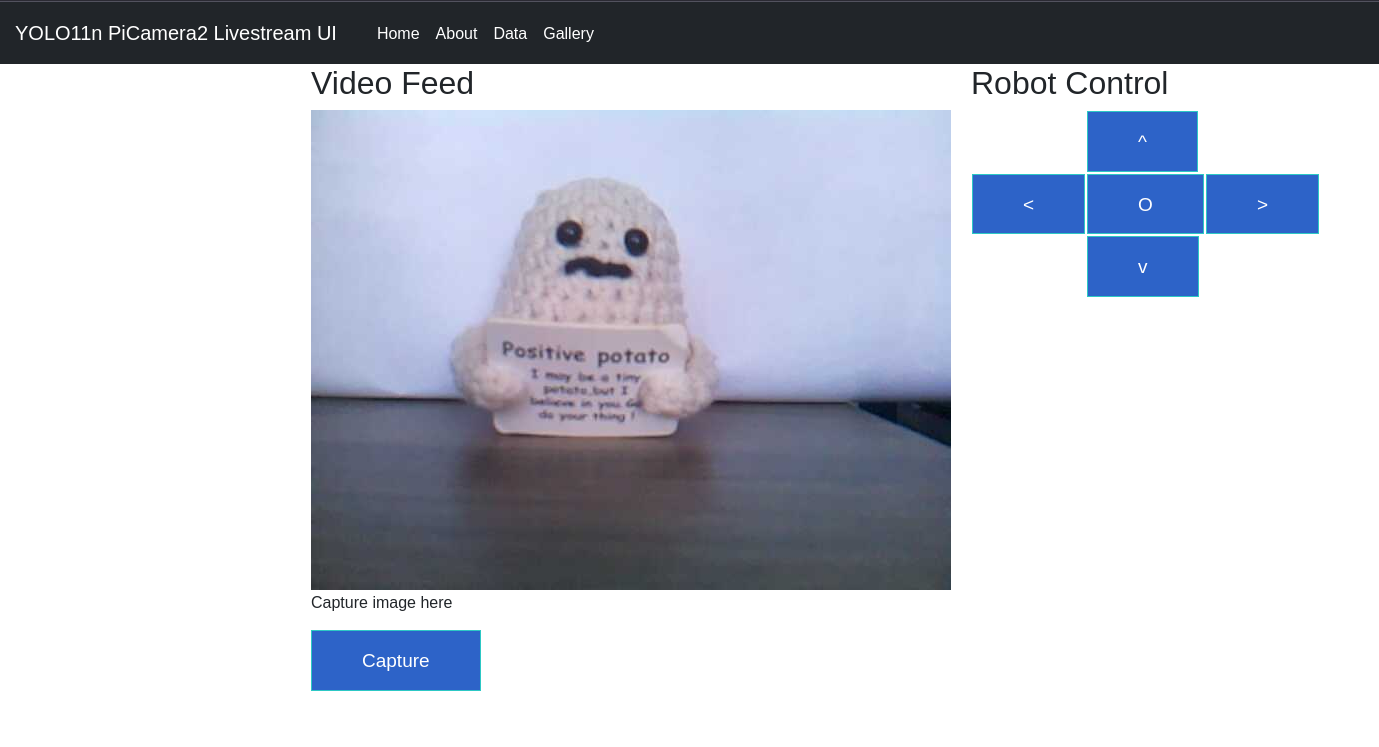 YOLO11n PiCamera2 Livestream UI Home About Data Gallery
Video Feed
Positive potato
I may be a tiny
potato,but I
believe in you.Go
do your thing !
Capture image here
Capture
Robot Control
^
< O >
v